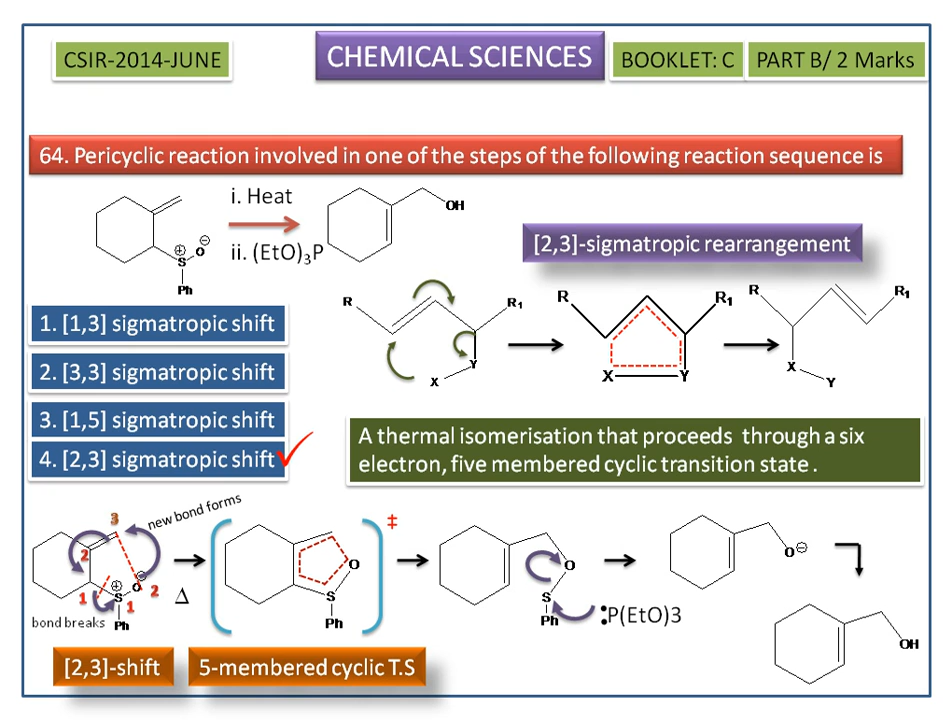 CSIR-2014-JUNE
CHEMICAL SCIENCES
BOOKLET: C
PART B/ 2 Marks
64. Pericyclic reaction involved in one of the steps of the following reaction sequence is
i. Heat
ii. (EtO)3P
S
⊕
O
⊖
Ph
OH
[2,3]-sigmatropic rearrangement
R
R1
Y
X
R
R1
X
Y
R
R1
X
Y
1. [1,3] sigmatropic shift
2. [3,3] sigmatropic shift
3. [1,5] sigmatropic shift
4. [2,3] sigmatropic shift
A thermal isomerisation that proceeds through a six
electron, five membered cyclic transition state .
3
new bond forms
2
⊕
⊖
1
S
O
2
1
bond breaks
Ph
Δ
O
S
Ph
‡
O
S
Ph
:P(EtO)3
O⊖
OH
[2,3]-shift
5-membered cyclic T.S